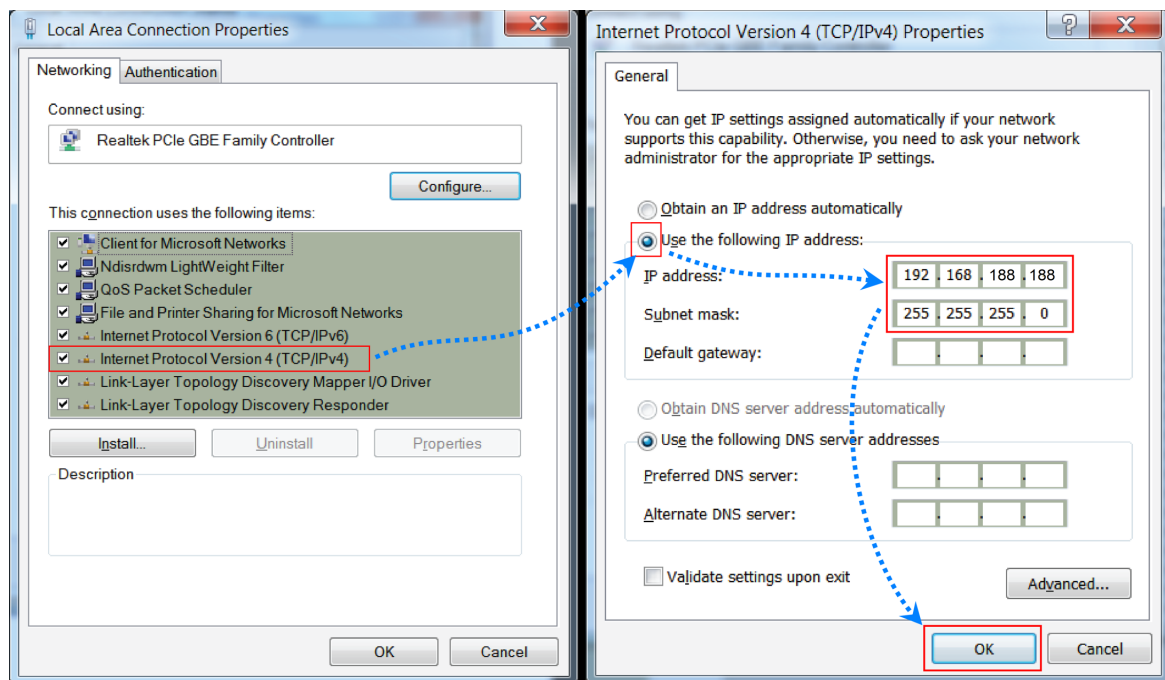 Local Area Connection Properties
Networking
Authentication
Connect using:
Realtek PCIe GBE Family Controller
Configure...
This connection uses the following items:
Client for Microsoft Networks
Ndisrdwm LightWeight Filter
QoS Packet Scheduler
File and Printer Sharing for Microsoft Networks
Internet Protocol Version 6 (TCP/IPv6)
Internet Protocol Version 4 (TCP/IPv4)
Link-Layer Topology Discovery Mapper I/O Driver
Link-Layer Topology Discovery Responder
Install...
Uninstall
Properties
Description
OK
Cancel
Internet Protocol Version 4 (TCP/IPv4) Properties
General
You can get IP settings assigned automatically if your network
supports this capability. Otherwise, you need to ask your network
administrator for the appropriate IP settings.
Obtain an IP address automatically
Use the following IP address:
IP address: 192 . 168 . 188 . 188
Subnet mask: 255 . 255 . 255 . 0
Default gateway: . . .
Obtain DNS server address automatically
Use the following DNS server addresses
Preferred DNS server: . . .
Alternate DNS server: . . .
Validate settings upon exit
Advanced...
OK
Cancel